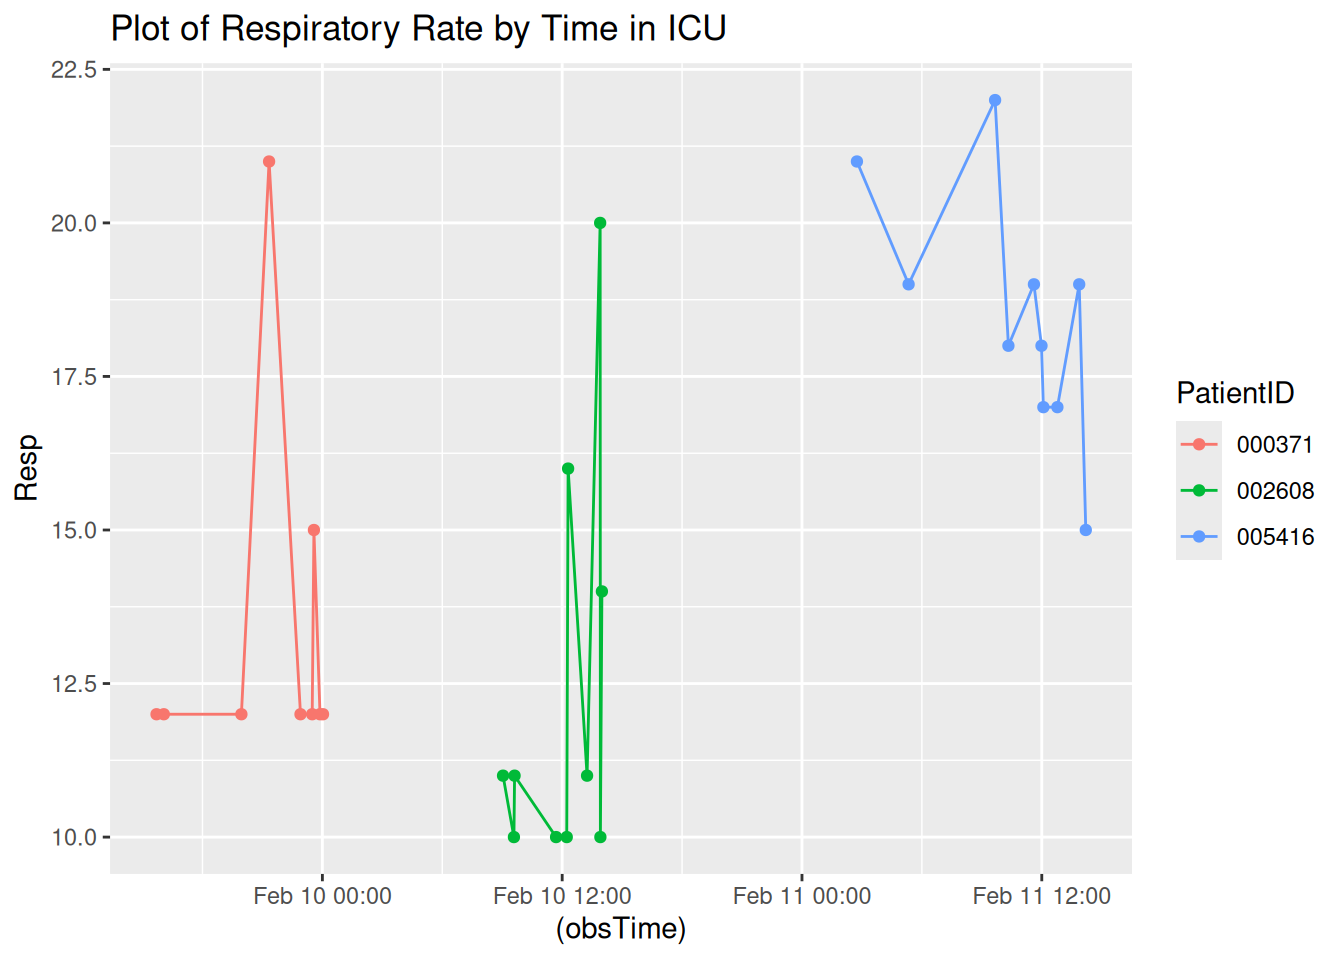 Plot of Respiratory Rate by Time in ICU
22.5
20.0
17.5
15.0
12.5
10.0
Resp
Feb 10 00:00 Feb 10 12:00 Feb 11 00:00 Feb 11 12:00
(obsTime)
PatientID
000371
002608
005416